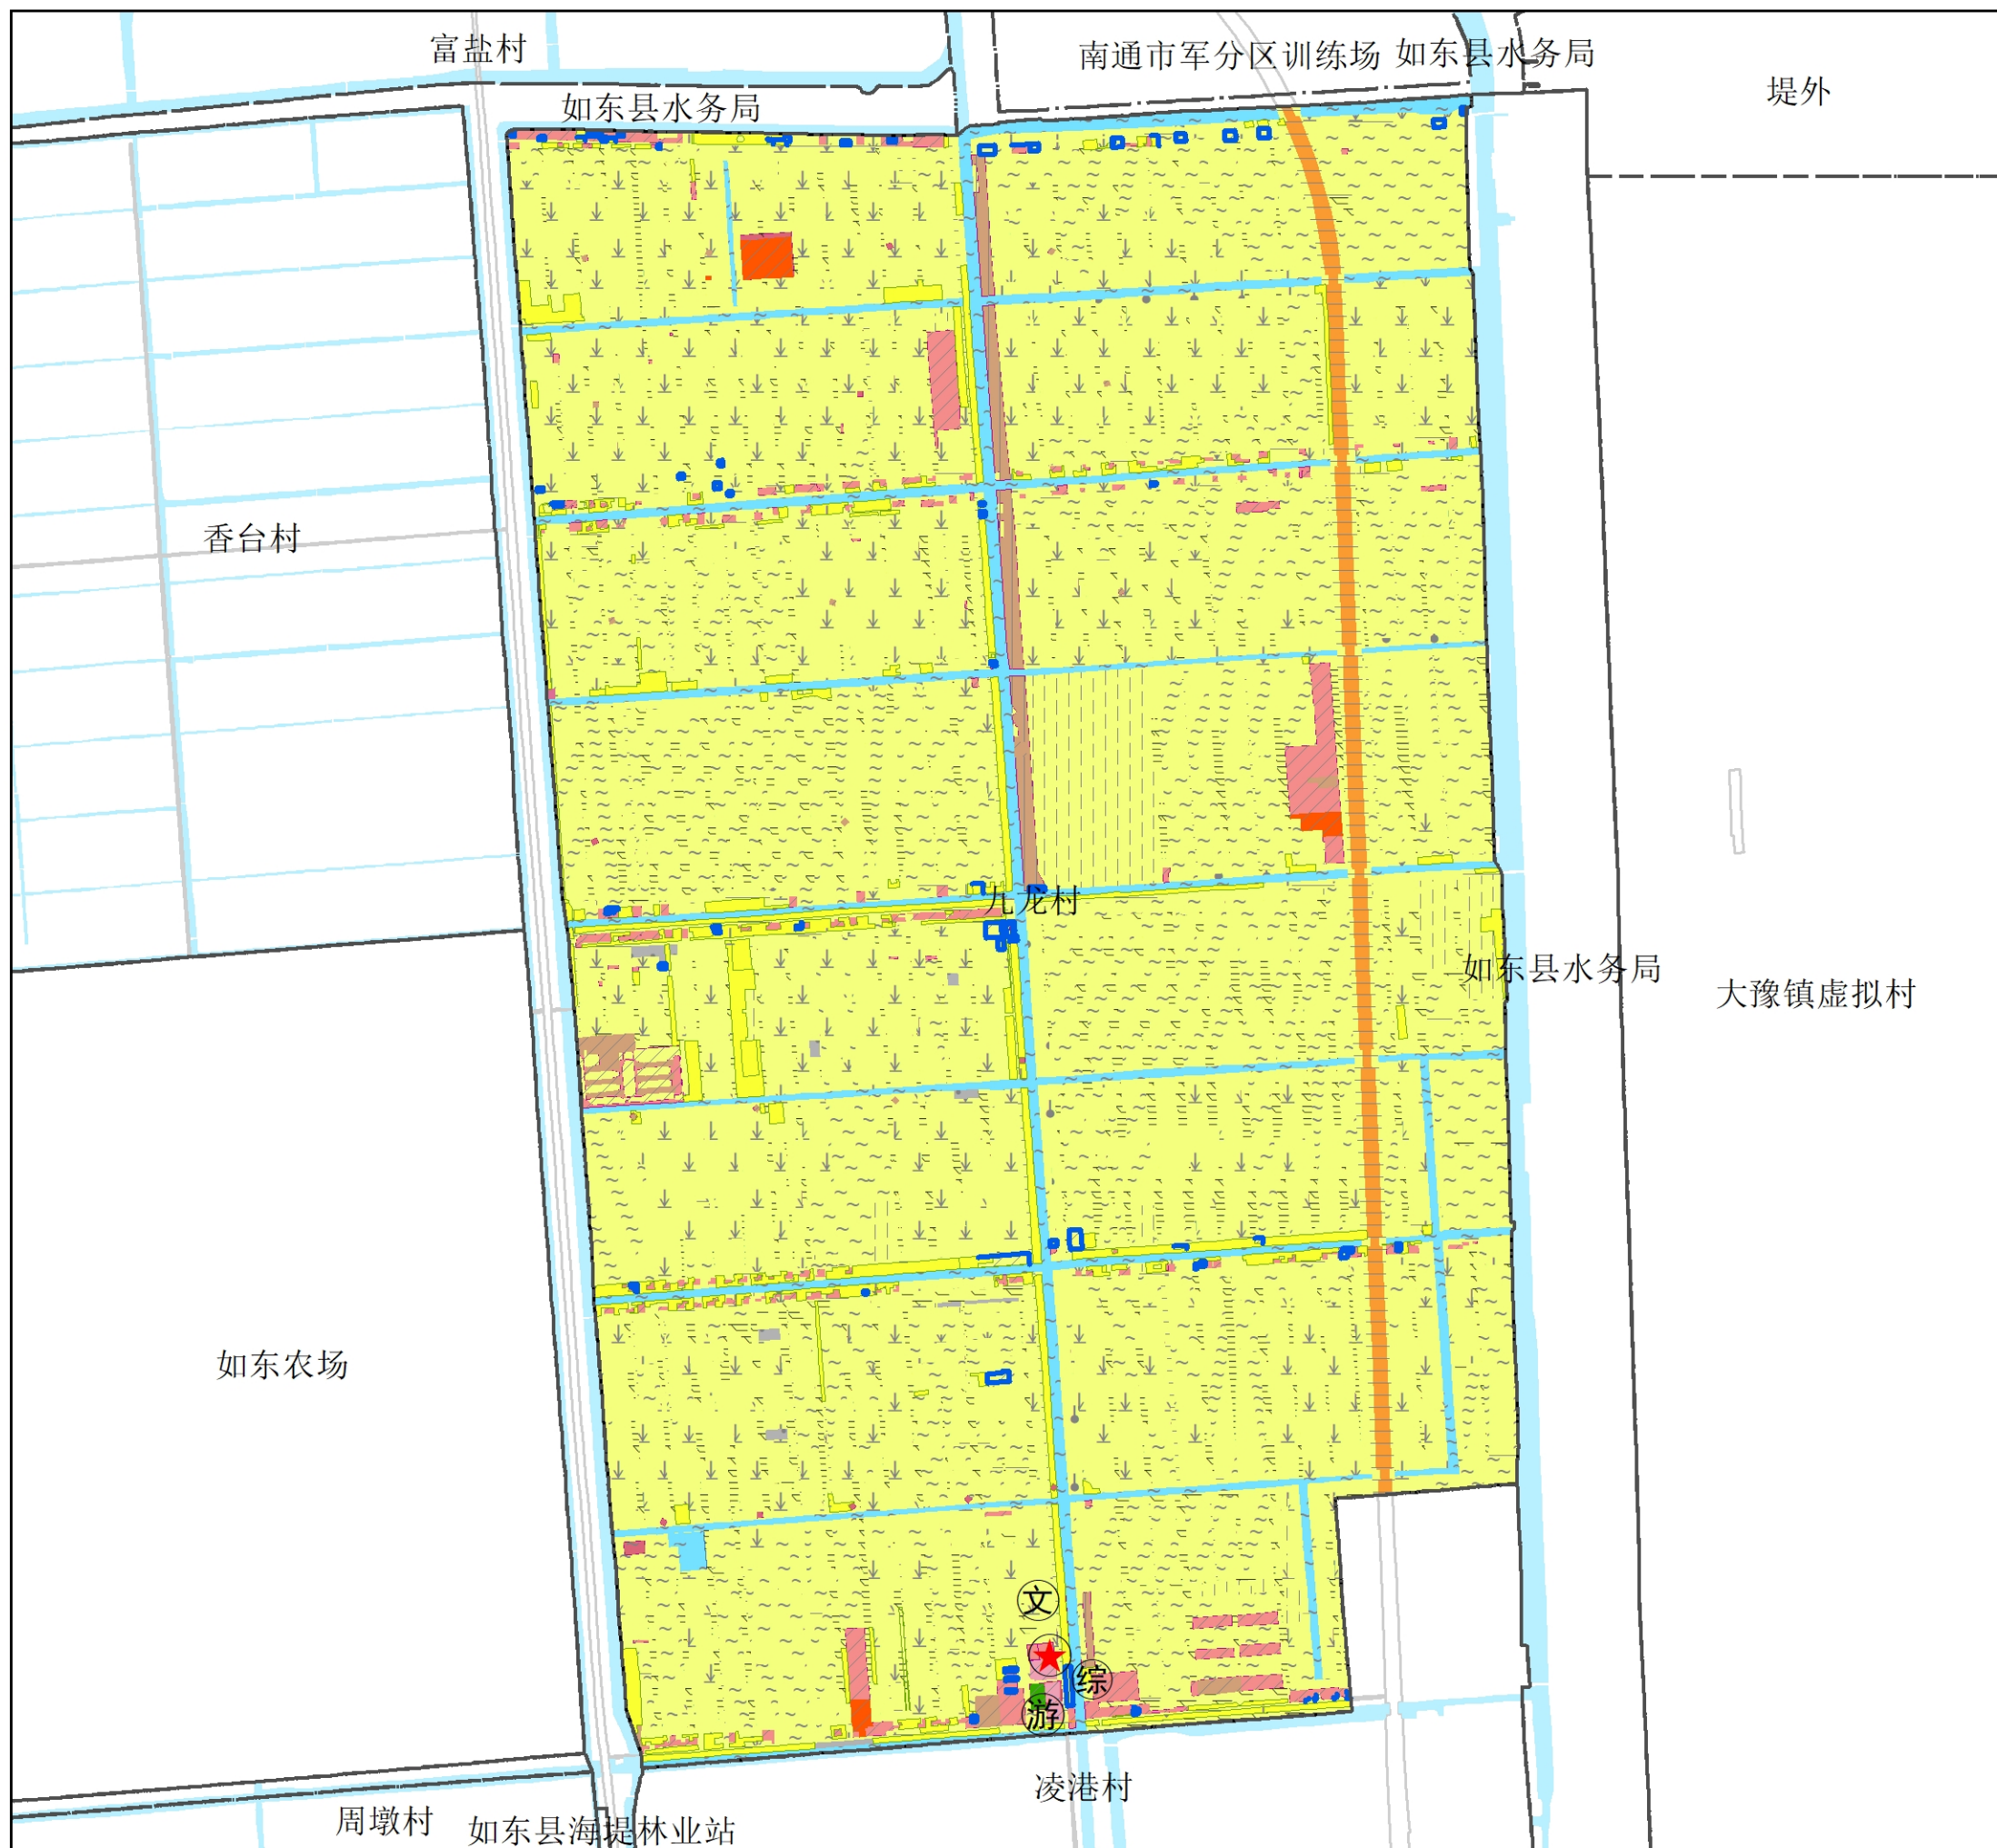 富盐村
南通市军分区训练场
如东县水务局
堤外
如东县水务局
香台村
九龙村
如东县水务局
大豫镇虚拟村
如东农场
文
综
游
凌港村
周墩村
如东县海堤林业站